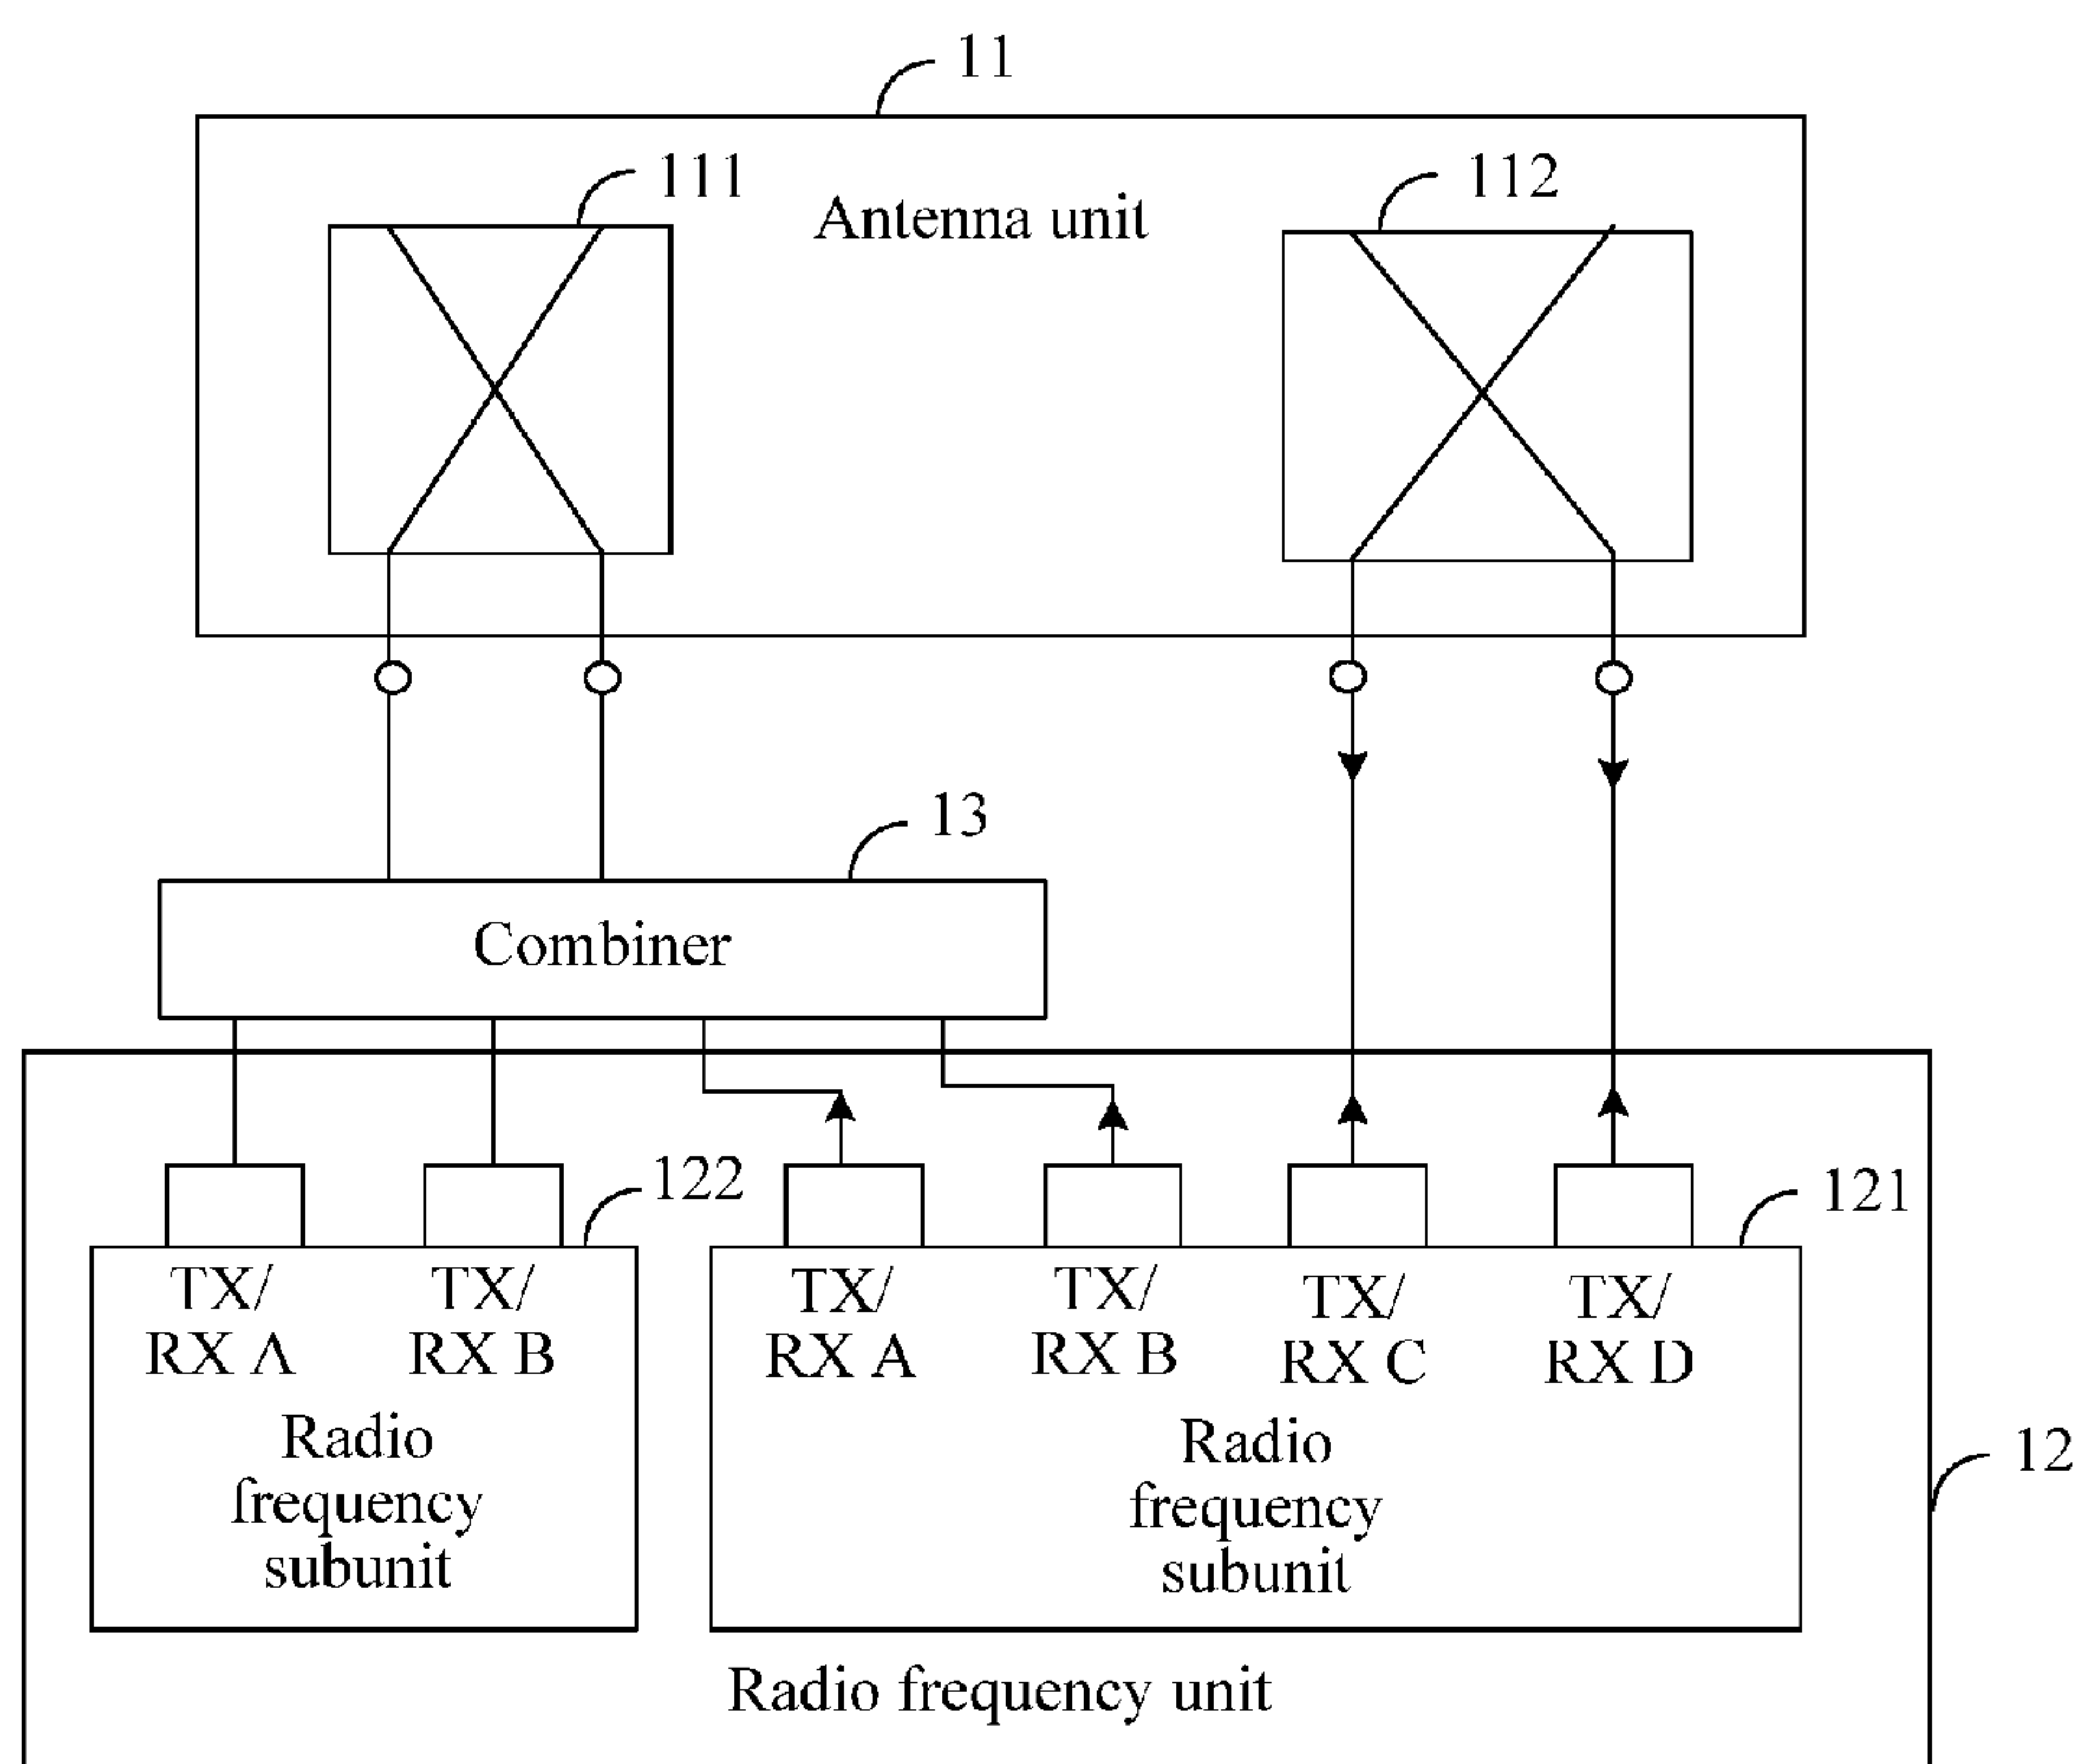 11
111
Antenna unit
112
13
Combiner
122
121
TX/
RX A
TX/
RX B
TX/
RX A
TX/
RX B
TX/
RX C
TX/
RX D
Radio
frequency
subunit
Radio
frequency
subunit
12
Radio frequency unit